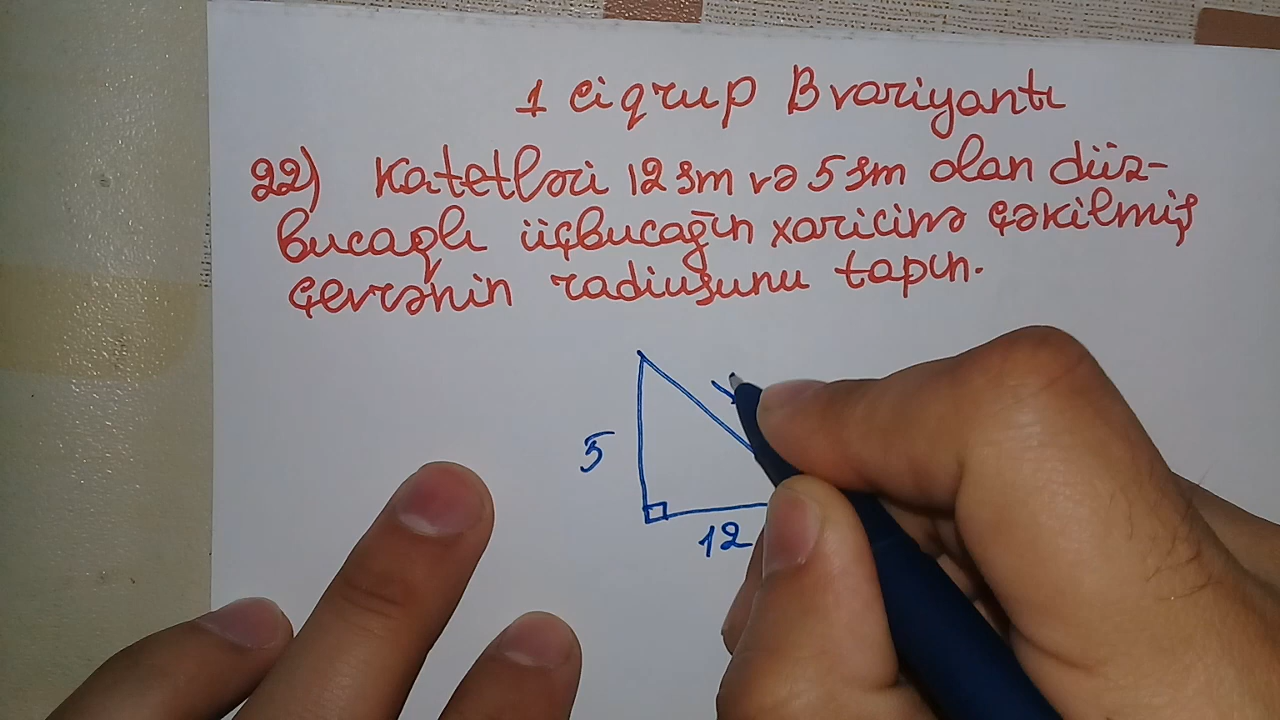 1 ci qrup B variyantı
22) Katetləri 12 sm və 5 sm olan düz-
bucaqlı üçbucağın xaricinə çəkilmiş
çevrənin radiusunu tapın.
5
12